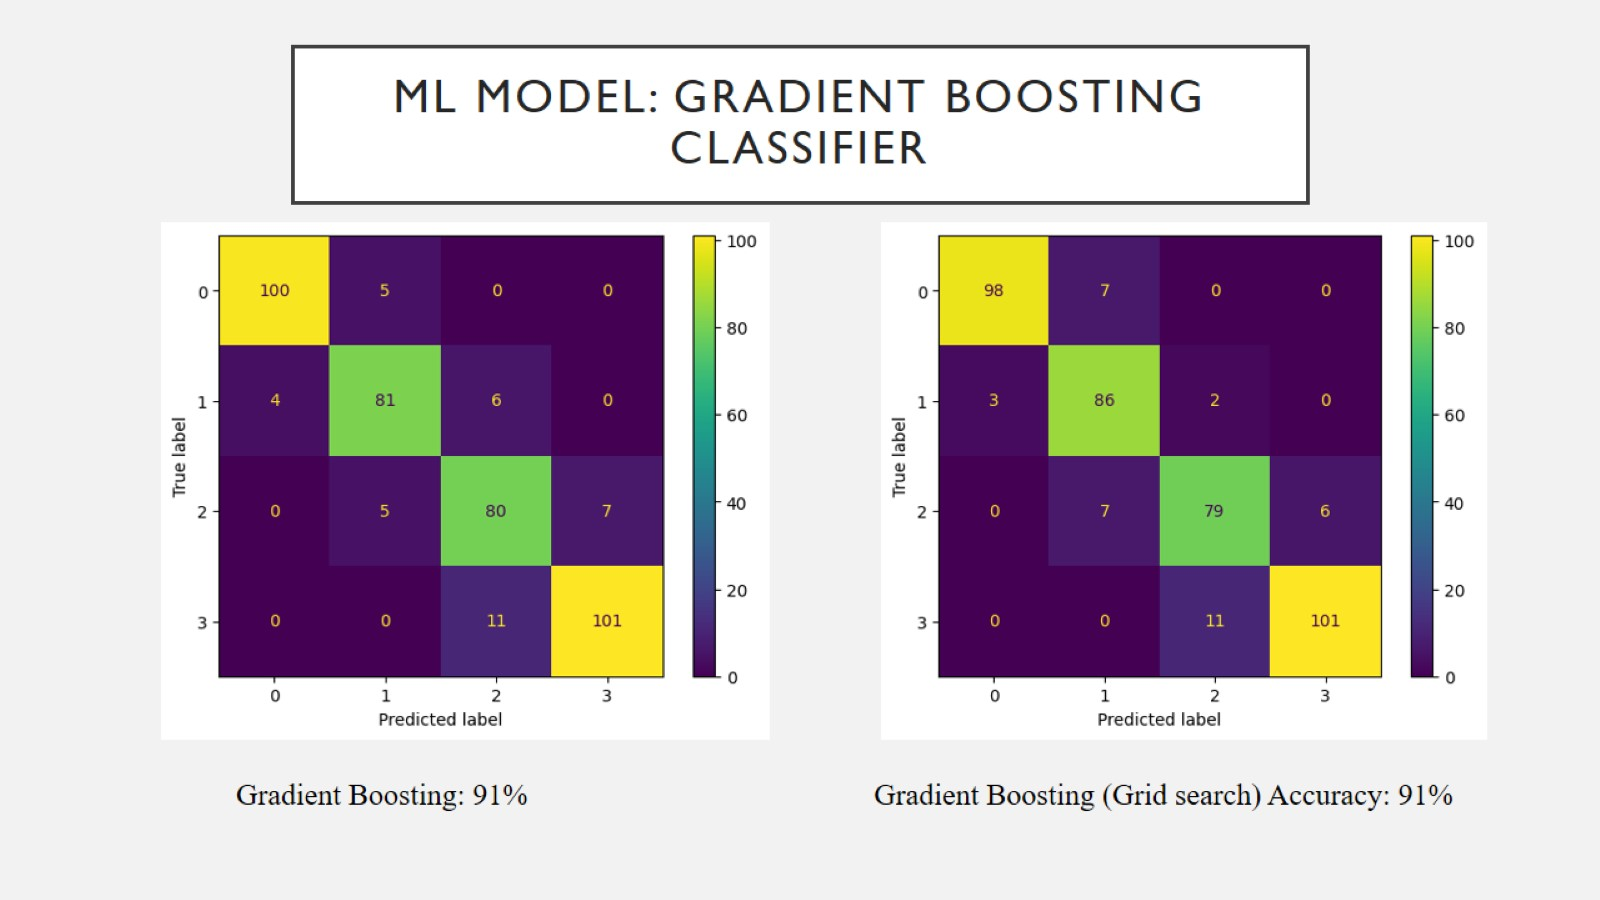 ML MODEL: GRADIENT BOOSTING
CLASSIFIER
100 5 0 0
4 81 6 0
0 5 80 7
0 0 11 101
0
1
2
3
True label
0 1 2 3
Predicted label
100
80
60
40
20
0
98 7 0 0
3 86 2 0
0 7 79 6
0 0 11 101
0
1
2
3
True label
0 1 2 3
Predicted label
100
80
60
40
20
0
Gradient Boosting: 91%
Gradient Boosting (Grid search) Accuracy: 91%